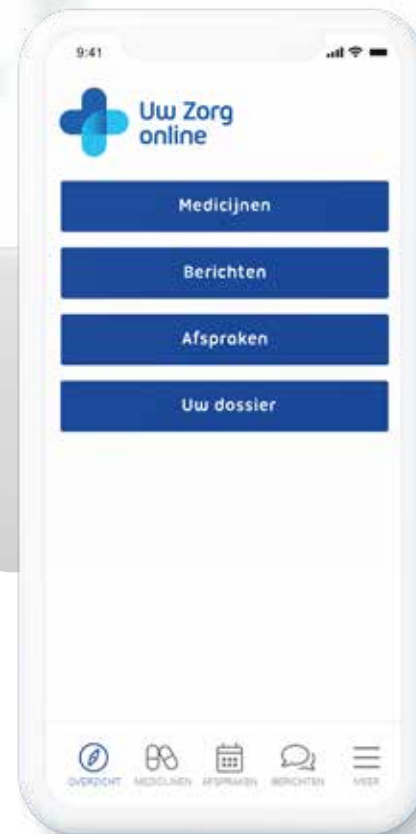 9:41
Uw Zorg
online
Medicijnen
Berichten
Afspraken
Uw dossier
OVERZICHT MEDICIJNEN AFSPRAKEN BERICHTEN MEER